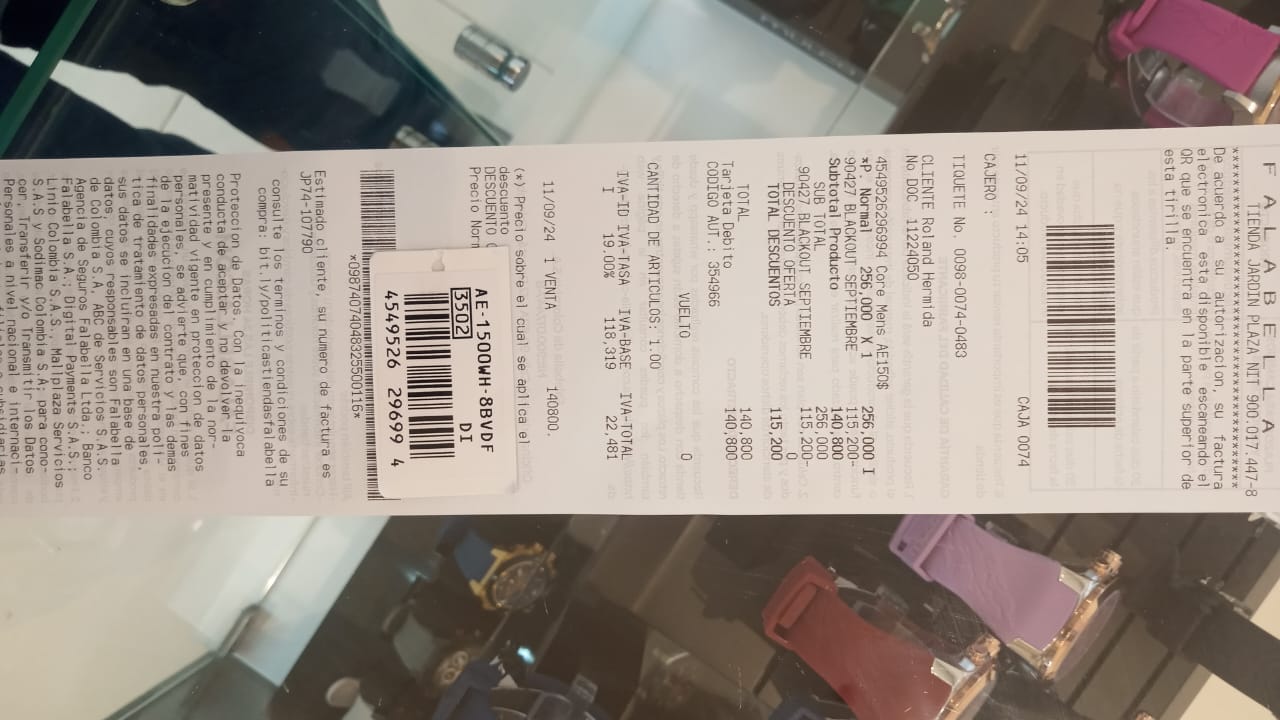 F A L A B E L L A
TIENDA JARDIN PLAZA NIT 900.017.447-8
************************************
De acuerdo a su autorizacion, su factura
electronica esta disponible escaneando el
QR que se encuentra en la parte superior de
esta tirilla.
11/09/24 14:05 CAJA 0074
CAJERO :
TIQUETE No. 0098-0074-0483
CLIENTE Roland Hermida
No DOC 11224050
4549526296994 Core Mens AE150$
*P. Normal 256,000 X 1 256,000 I
90427 BLACKOUT SEPTIEMBRE 115,200-
Subtotal Producto 140,800
SUB TOTAL 256,000
90427 BLACKOUT SEPTIEMBRE 115,200-
DESCUENTO OFERTA 0
TOTAL DESCUENTOS 115,200
TOTAL 140,800
Tarjeta Debito 140,800
CODIGO AUT.: 354966
VUELTO 0
CANTIDAD DE ARTICULOS: 1.00
IVA-ID IVA-TASA IVA-BASE IVA-TOTAL
I 19.00% 118,319 22,481
11/09/24 1 VENTA 140800.
(*) Precio sobre el cual se aplica el
descuento
DESCUENTO
Precio
AE-1500WH-8BVDF
3502 DI
4549526 29699 4
*098740740483255001116*
Estimado cliente, su numero de factura es
JP74-107790
consulte los terminos y condiciones de su
compra: bit.ly/politicastiendasfalabella
Proteccion de Datos. Con la inequivoca
conducta de aceptar y no devolver la
presente y en cumplimiento de la nor-
matividad vigente en proteccion de datos
personales, se advierte que, con fines
de la ejecucion del contrato y las demas
finalidades expresadas en nuestra poli-
tica de tratamiento de datos personales,
sus datos se incluiran en una base de
datos, cuyos responsables son Falabella
de Colombia S.A, ABC de Servicios S.A.S.
Agencia de Seguros Falabella Ltda.; Banco
Falabella S.A.; Digital Payments S.A.S.;
Linio Colombia S.A.S., Mallplaza Servicios
S.A.S y Sodimac Colombia S.A; para cono-
cer, Transferir y/o Transmitir los Datos
Personales a nivel nacional e internaci-